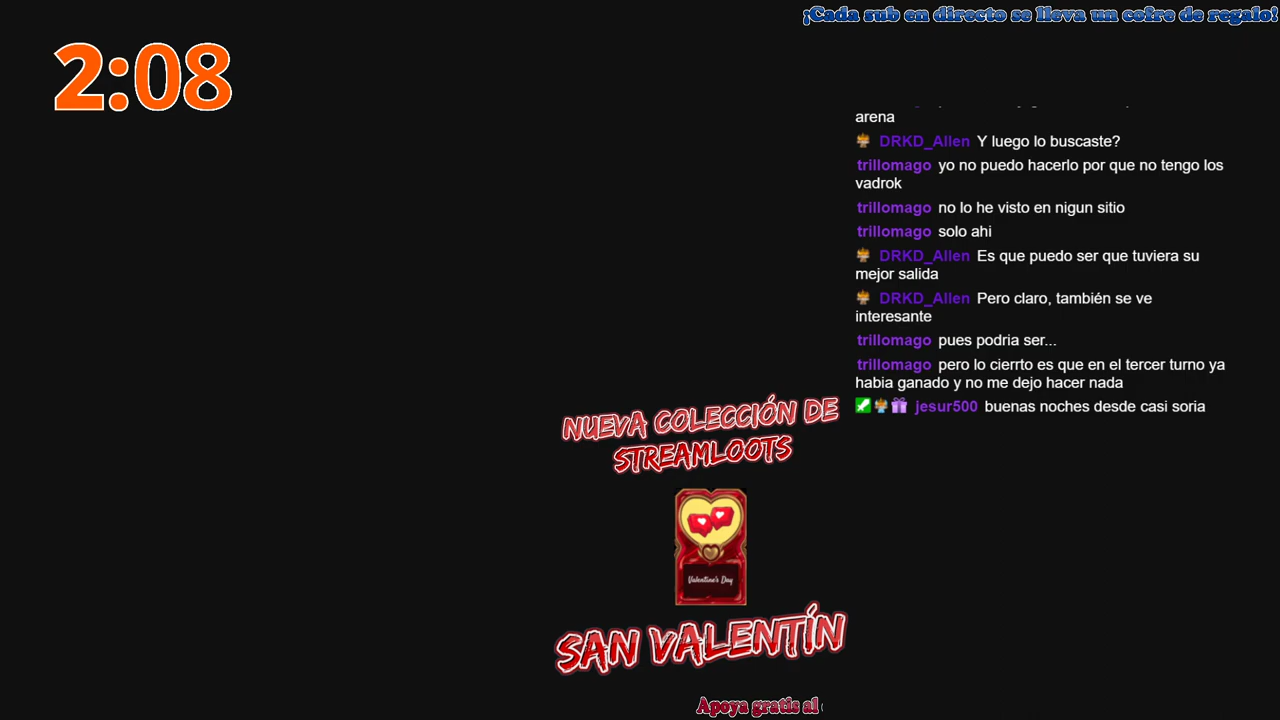 ¡Cada sub en directo se lleva un cofre de regalo!
2:08
arena
DRKD_Allen Y luego lo buscaste?
trillomago yo no puedo hacerlo por que no tengo los
vadrok
trillomago no lo he visto en nigun sitio
trillomago solo ahi
DRKD_Allen Es que puedo ser que tuviera su
mejor salida
DRKD_Allen Pero claro, también se ve
interesante
trillomago pues podria ser...
trillomago pero lo cierrto es que en el tercer turno ya
habia ganado y no me dejo hacer nada
jesur500 buenas noches desde casi soria
NUEVA COLECCIÓN DE
STREAMLOOTS
Valentine's Day
SAN VALENTÍN
Apoya gratis al